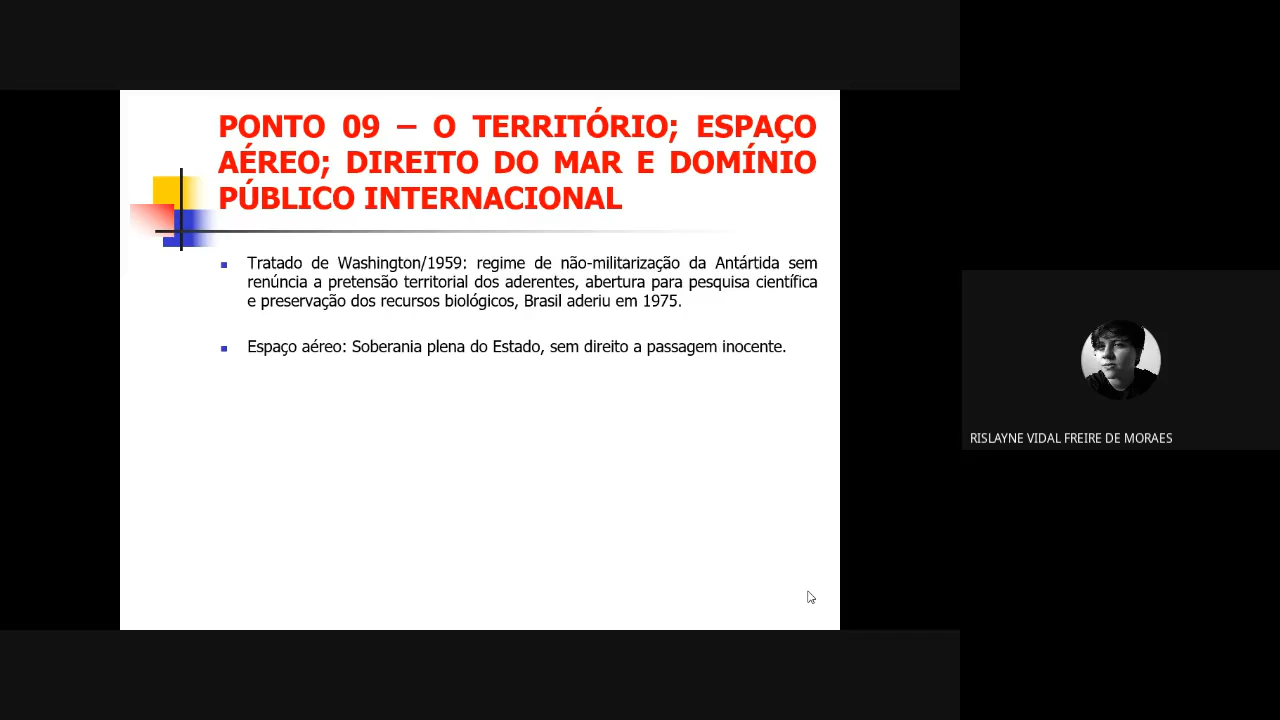 PONTO 09 – O TERRITÓRIO; ESPAÇO
AÉREO; DIREITO DO MAR E DOMÍNIO
PÚBLICO INTERNACIONAL
Tratado de Washington/1959: regime de não-militarização da Antártida sem
renúncia a pretensão territorial dos aderentes, abertura para pesquisa científica
e preservação dos recursos biológicos, Brasil aderiu em 1975.
Espaço aéreo: Soberania plena do Estado, sem direito a passagem inocente.
RISLAYNE VIDAL FREIRE DE MORAES